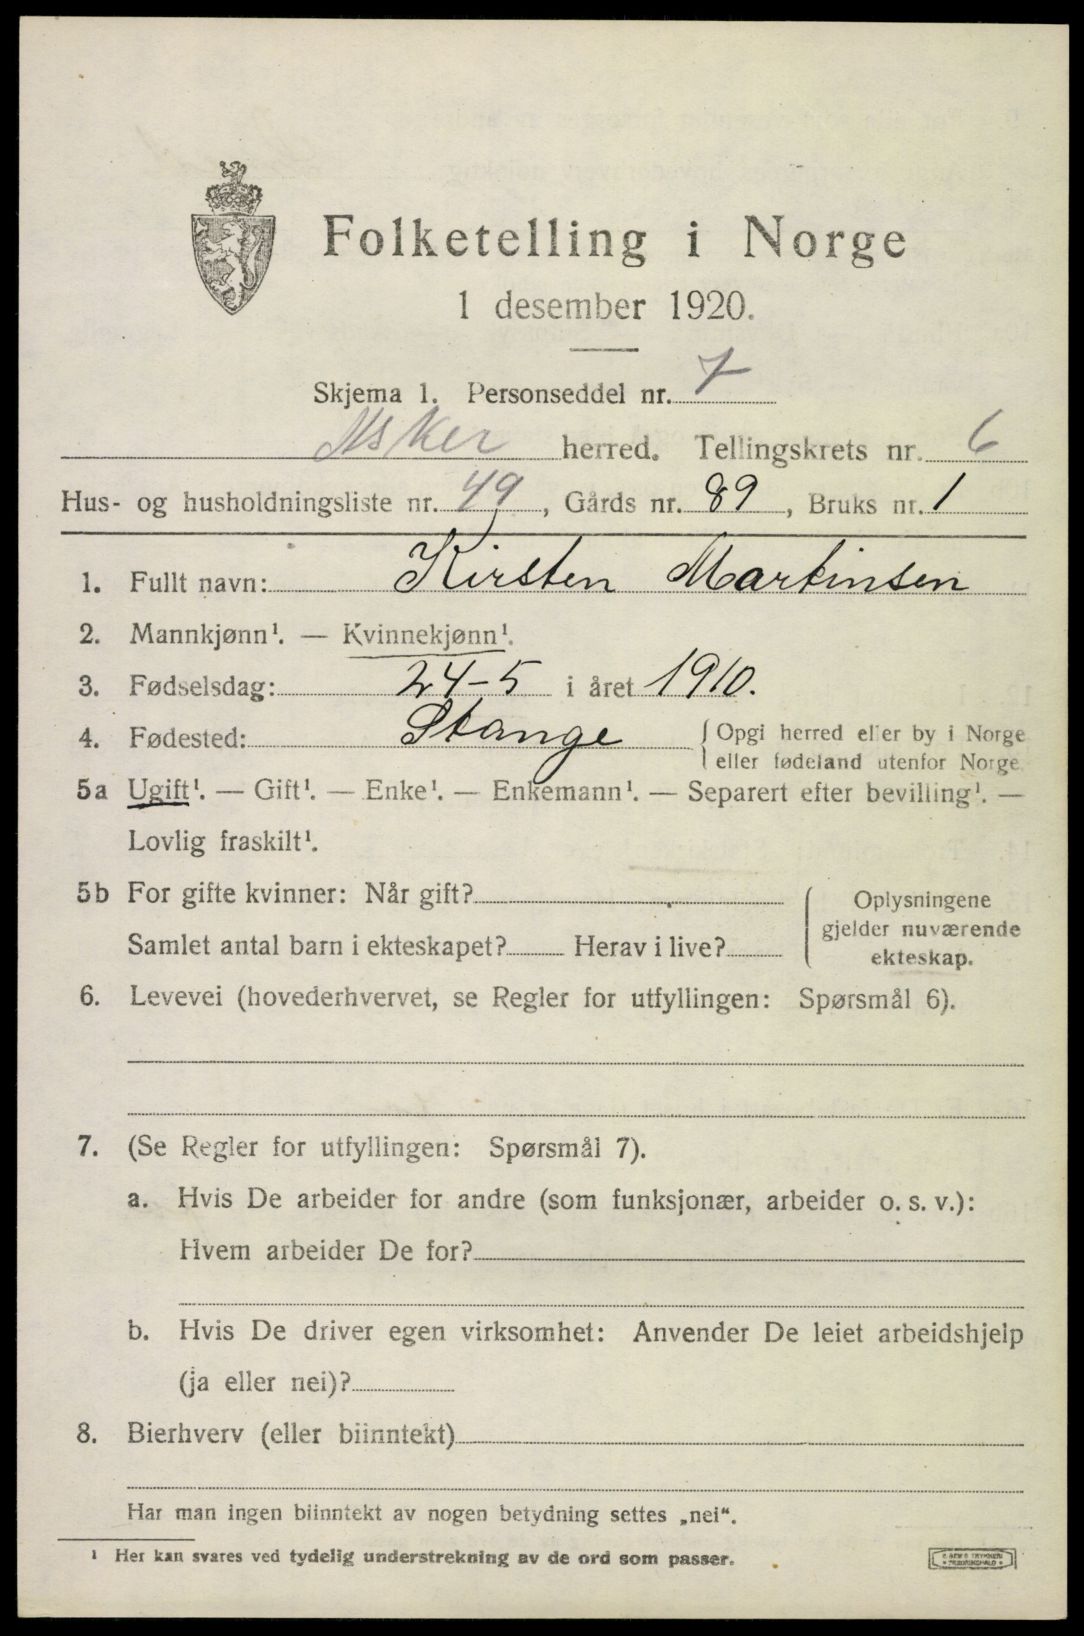 Folketelling i Norge
1 desember 1920.
Skjema 1. Personseddel nr. 7
Asker herred. Tellingskrets nr. 6
Hus- og husholdningsliste nr. 49, Gårds nr. 89, Bruks nr. 1
1. Fullt navn: Kirsten Martinsen
2. Mannkjønn¹. — Kvinnekjønn¹.
3. Fødselsdag: 24-5 i året 1910.
4. Fødested: Stange
Opgi herred eller by i Norge
eller fødeland utenfor Norge.
5a Ugift¹. — Gift¹. — Enke¹. — Enkemann¹. — Separert efter bevilling¹. —
Lovlig fraskilt¹.
5b For gifte kvinner: Når gift?
Samlet antal barn i ekteskapet? Herav i live?
Oplysningene
gjelder nuværende
ekteskap.
6. Levevei (hovederhvervet, se Regler for utfyllingen: Spørsmål 6).
7. (Se Regler for utfyllingen: Spørsmål 7).
a. Hvis De arbeider for andre (som funksjonær, arbeider o. s. v.):
Hvem arbeider De for?
b. Hvis De driver egen virksomhet: Anvender De leiet arbeidshjelp
(ja eller nei)?
8. Bierhverv (eller biinntekt)
Har man ingen biinntekt av nogen betydning settes „nei“.
¹ Her kan svares ved tydelig understrekning av de ord som passer.